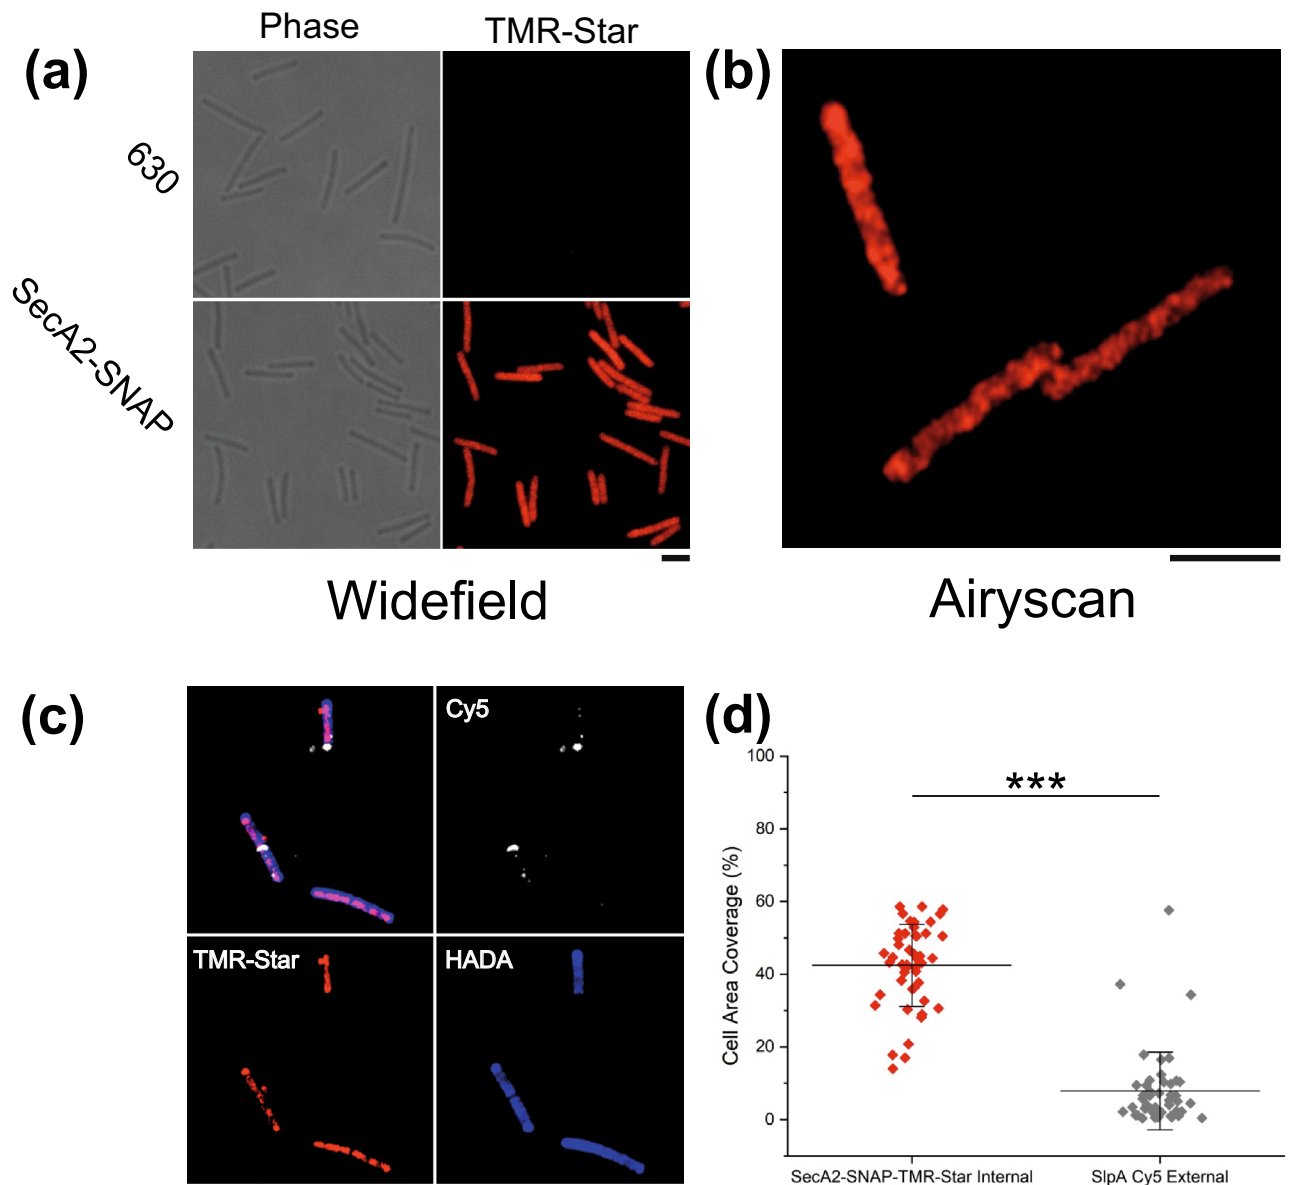 Phase
TMR-Star
(a)
(b)
630
SecA2-SNAP
Widefield
Airyscan
(c)
Cy5
TMR-Star
HADA
(d)
***
100
80
60
40
20
0
Cell Area Coverage (%)
SecA2-SNAP-TMR-Star Internal
SlpA Cy5 External